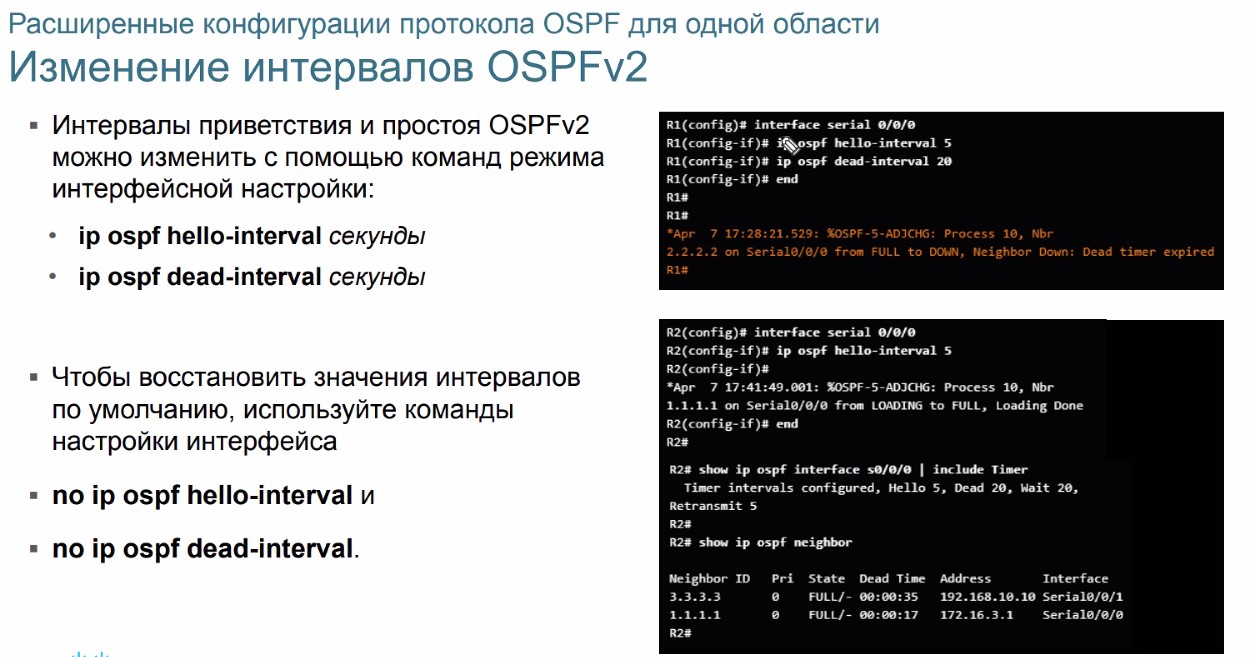 Расширенные конфигурации протокола OSPF для одной области
Изменение интервалов OSPFv2
▪ Интервалы приветствия и простоя OSPFv2
можно изменить с помощью команд режима
интерфейсной настройки:
• ip ospf hello-interval секунды
• ip ospf dead-interval секунды
▪ Чтобы восстановить значения интервалов
по умолчанию, используйте команды
настройки интерфейса
▪ no ip ospf hello-interval и
▪ no ip ospf dead-interval.
R1(config)# interface serial 0/0/0
R1(config-if)# ip ospf hello-interval 5
R1(config-if)# ip ospf dead-interval 20
R1(config-if)# end
R1#
R1#
*Apr  7 17:28:21.529: %OSPF-5-ADJCHG: Process 10, Nbr
2.2.2.2 on Serial0/0/0 from FULL to DOWN, Neighbor Down: Dead timer expired
R1#
R2(config)# interface serial 0/0/0
R2(config-if)# ip ospf hello-interval 5
R2(config-if)#
*Apr  7 17:41:49.001: %OSPF-5-ADJCHG: Process 10, Nbr
1.1.1.1 on Serial0/0/0 from LOADING to FULL, Loading Done
R2(config-if)# end
R2#
R2# show ip ospf interface s0/0/0 | include Timer
Timer intervals configured, Hello 5, Dead 20, Wait 20,
Retransmit 5
R2#
R2# show ip ospf neighbor
Neighbor ID Pri State Dead Time Address Interface
3.3.3.3 0 FULL/- 00:00:35 192.168.10.10 Serial0/0/1
1.1.1.1 0 FULL/- 00:00:17 172.16.3.1 Serial0/0/0
R2#